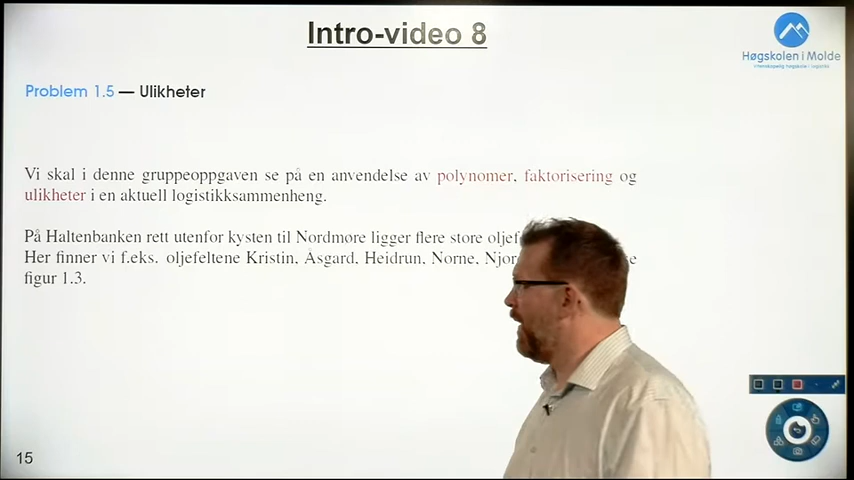 Intro-video 8
Høgskolen i Molde
Problem 1.5 — Ulikheter
Vi skal i denne gruppeoppgaven se på en anvendelse av polynomer, faktorisering og
ulikheter i en aktuell logistikksammenheng.
På Haltenbanken rett utenfor kysten til Nordmøre ligger flere store
Her finner vi f.eks. oljefeltene Kristin, Åsgard, Heidrun, Norne,
figur 1.3.
15